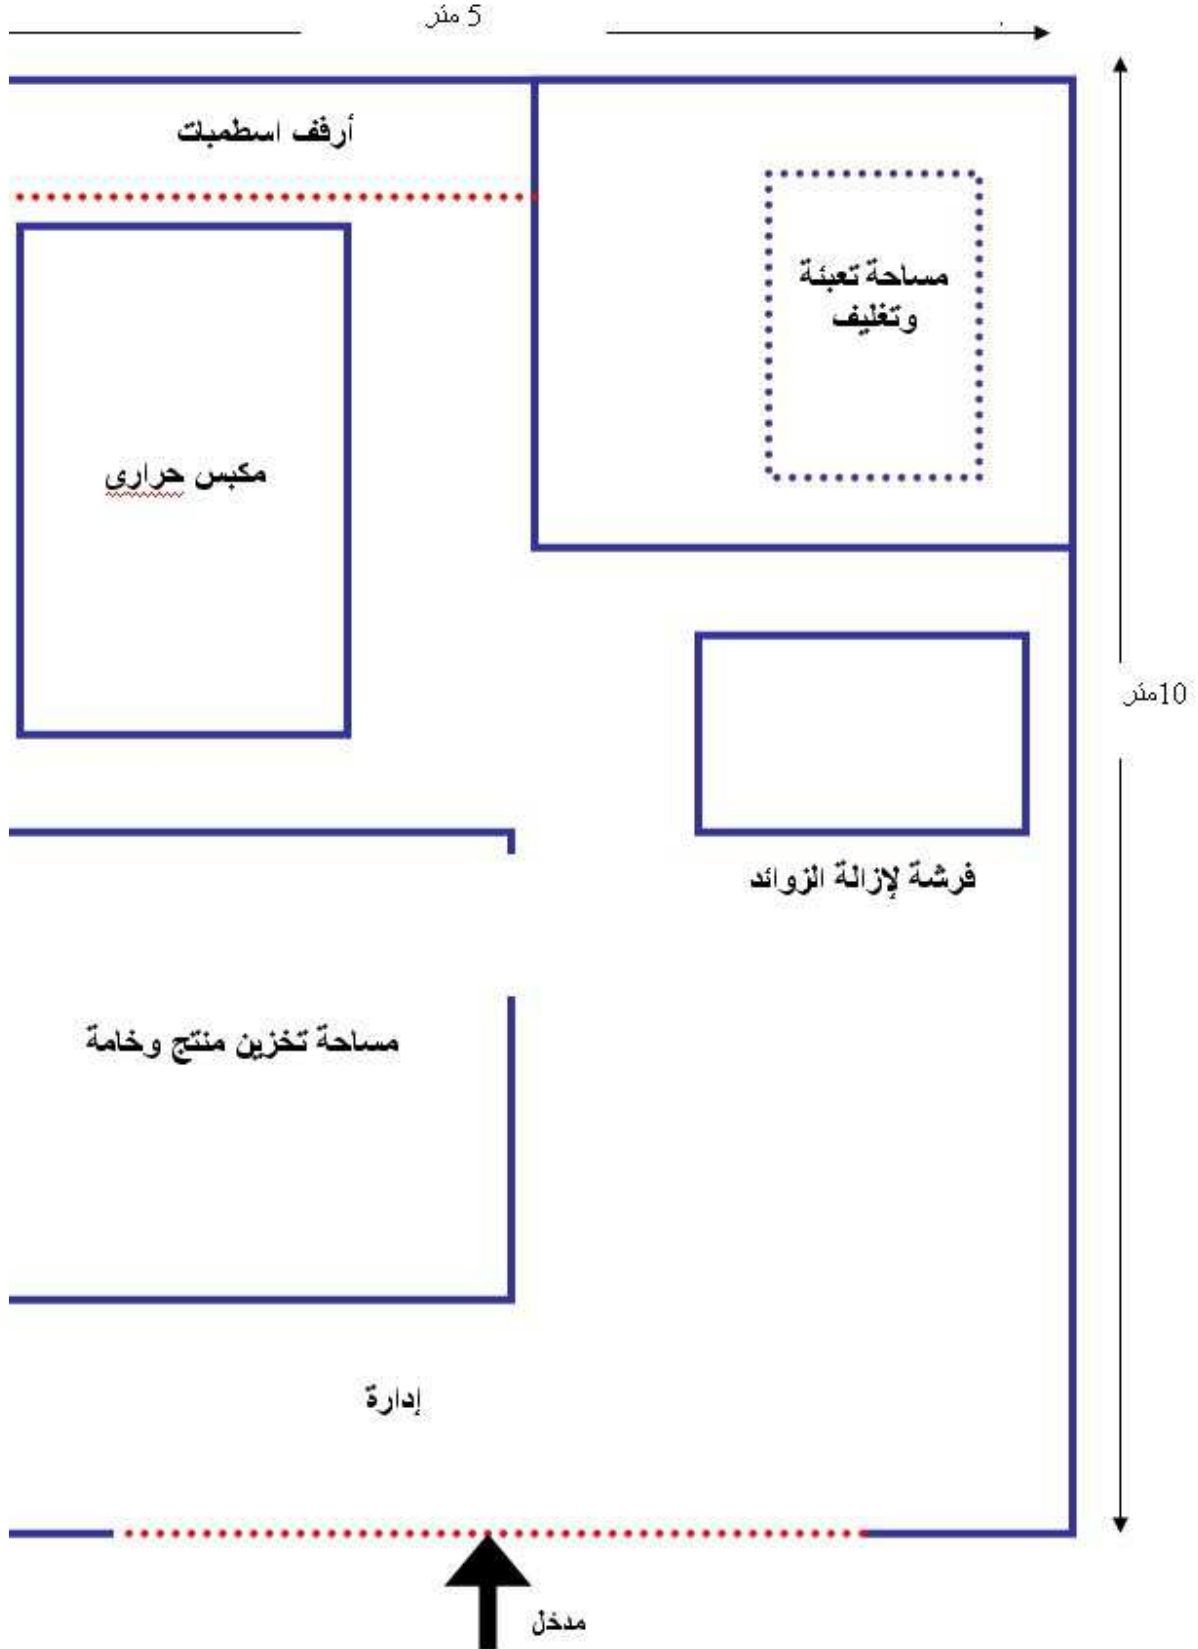 5 متر
أرفف اسطمبات
مساحة تعبئة
وتغليف
مكبس حرارى
10متر
فرشة لإزالة الزوائد
مساحة تخزين منتج وخامة
إدارة
مدخل